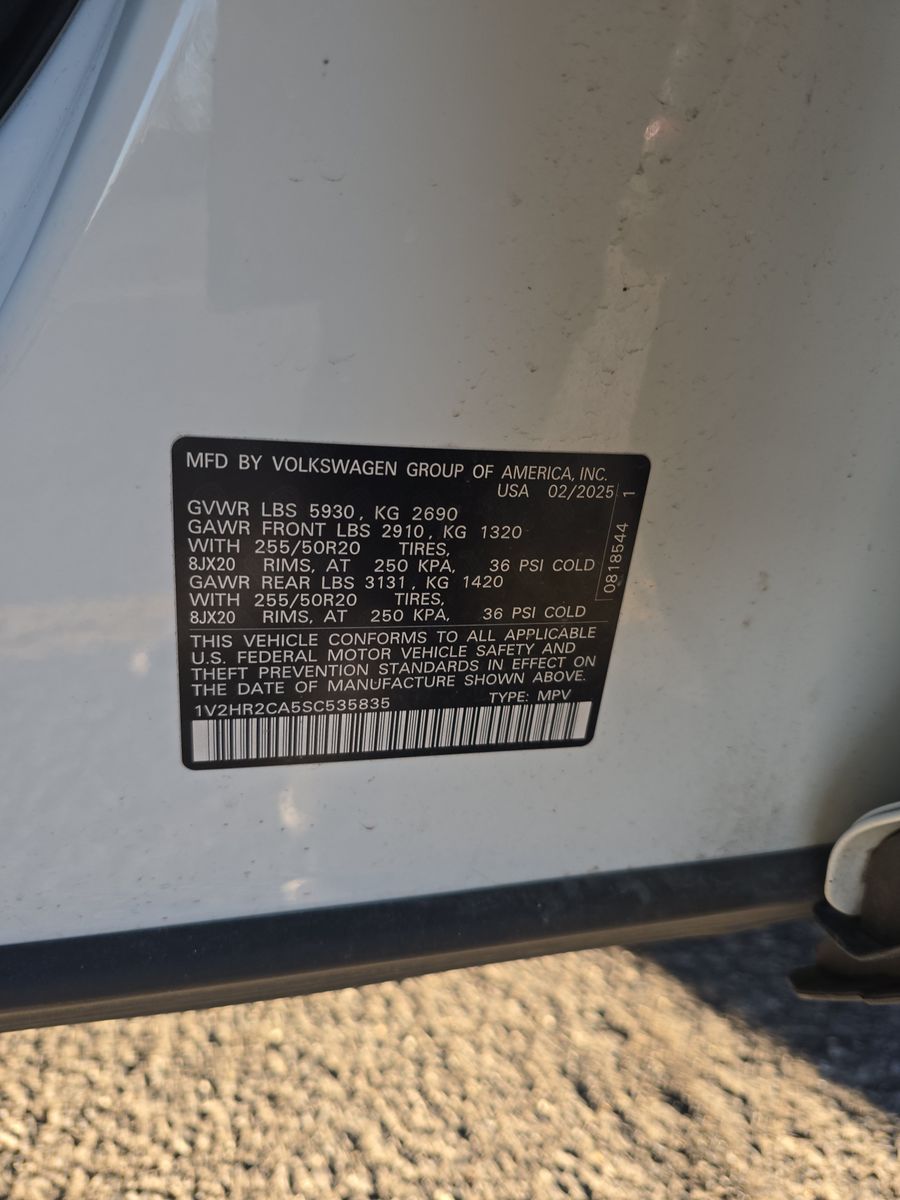 MFD BY VOLKSWAGEN GROUP OF AMERICA, INC.
USA 02/2025
GVWR LBS 5930, KG 2690
GAWR FRONT LBS 2910, KG 1320
WITH 255/50R20 TIRES,
8JX20 RIMS, AT 250 KPA, 36 PSI COLD
GAWR REAR LBS 3131, KG 1420
WITH 255/50R20 TIRES,
8JX20 RIMS, AT 250 KPA, 36 PSI COLD
0818544 1
THIS VEHICLE CONFORMS TO ALL APPLICABLE
U.S. FEDERAL MOTOR VEHICLE SAFETY AND
THEFT PREVENTION STANDARDS IN EFFECT ON
THE DATE OF MANUFACTURE SHOWN ABOVE.
1V2HR2CA5SC535835 TYPE: MPV